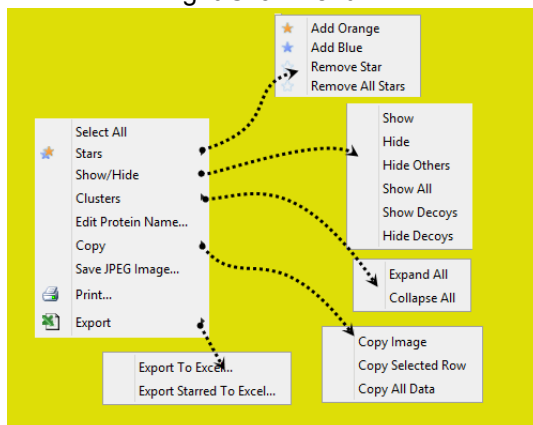 Add Orange
Add Blue
Remove Star
Remove All Stars
Select All
Stars
Show/Hide
Clusters
Edit Protein Name...
Copy
Save JPEG Image...
Print...
Export
Show
Hide
Hide Others
Show All
Show Decoys
Hide Decoys
Expand All
Collapse All
Copy Image
Copy Selected Row
Copy All Data
Export To Excel...
Export Starred To Excel...